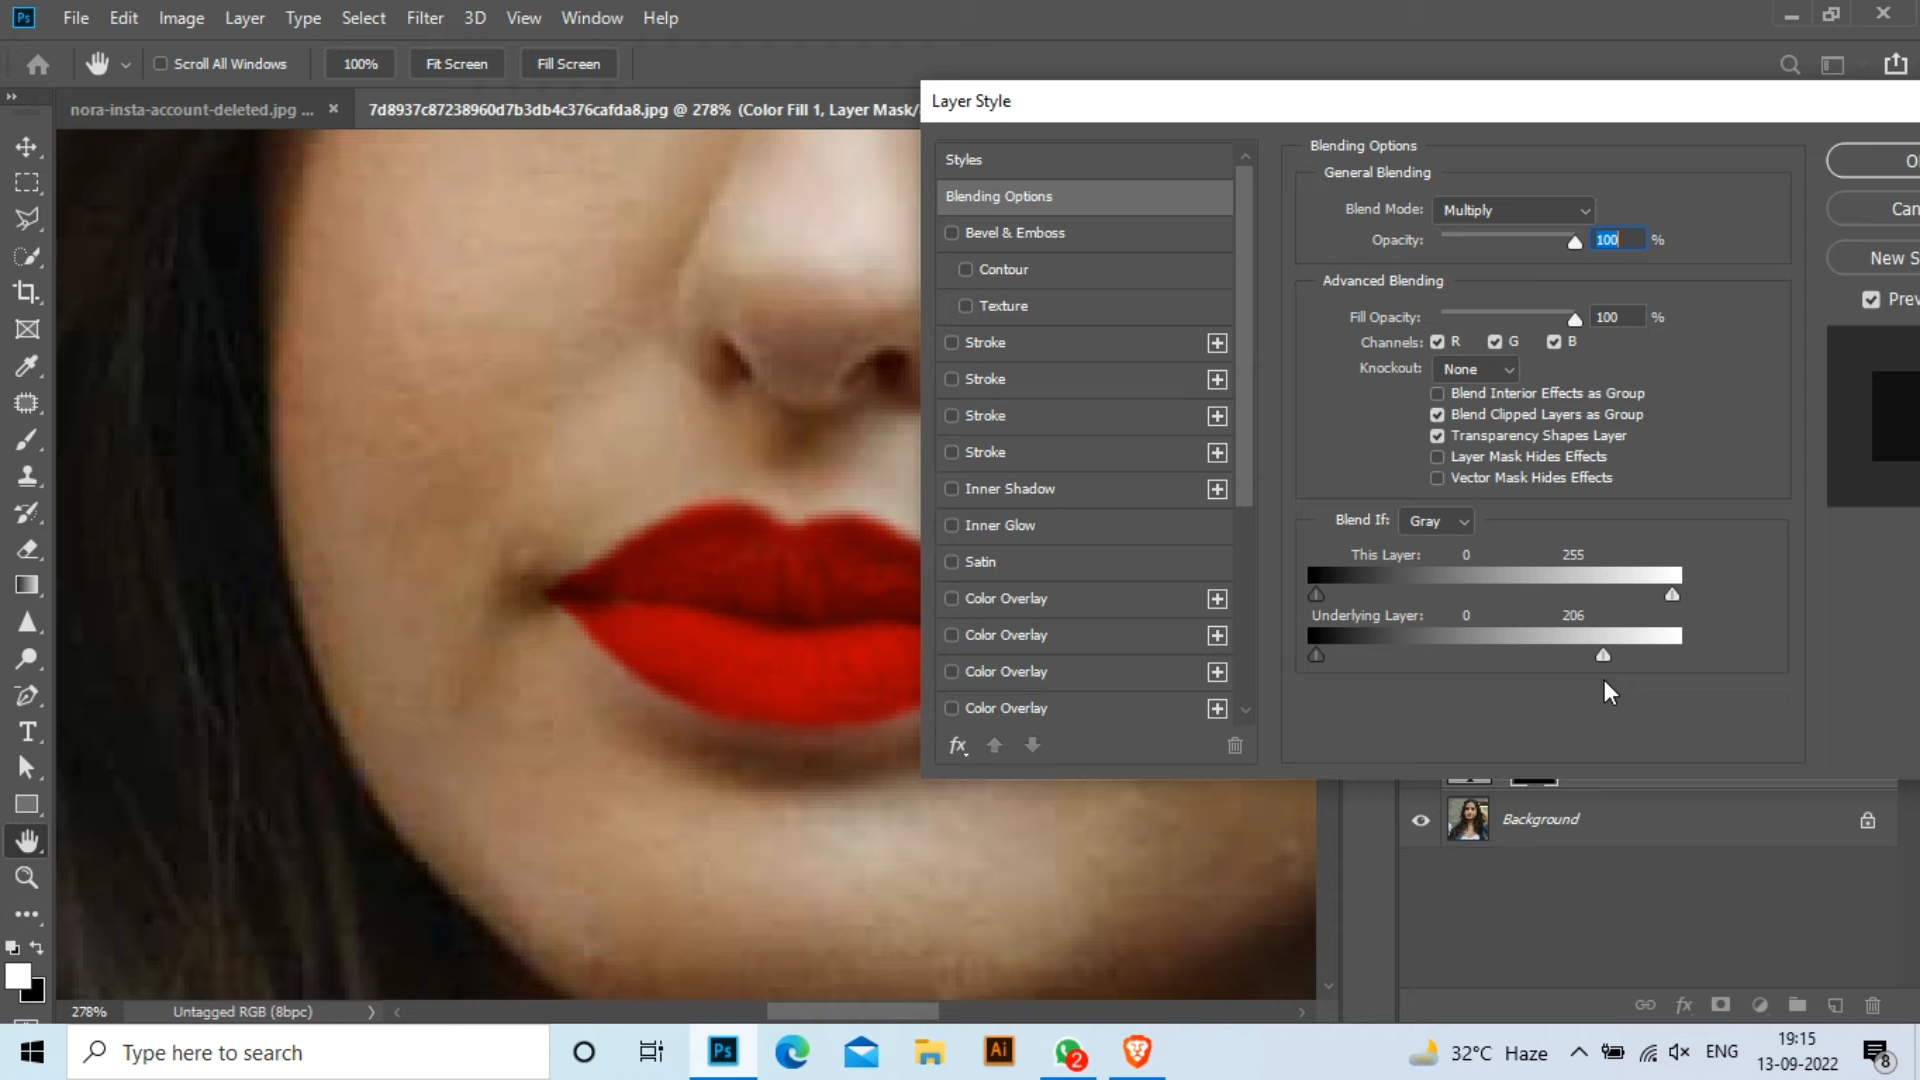 Ps File Edit Image Layer Type Select Filter 3D View Window Help
Scroll All Windows 100% Fit Screen Fill Screen
nora-insta-account-deleted.jpg ... × 7d8937c87238960d7b3db4c376cafda8.jpg @ 278% (Color Fill 1, Layer Mask/
Layer Style
Styles
Blending Options
Bevel & Emboss
Contour
Texture
Stroke
Stroke
Stroke
Stroke
Inner Shadow
Inner Glow
Satin
Color Overlay
Color Overlay
Color Overlay
Color Overlay
fx
Blending Options
General Blending
Blend Mode: Multiply
Opacity: 100 %
Advanced Blending
Fill Opacity: 100 %
Channels: R G B
Knockout: None
Blend Interior Effects as Group
Blend Clipped Layers as Group
Transparency Shapes Layer
Layer Mask Hides Effects
Vector Mask Hides Effects
Blend If: Gray
This Layer: 0 255
Underlying Layer: 0 206
O
Can
New S
Prev
Background
fx
278% Untagged RGB (8bpc)
Type here to search
Ps
Ai
2
32°C Haze
ENG
19:15
13-09-2022
8